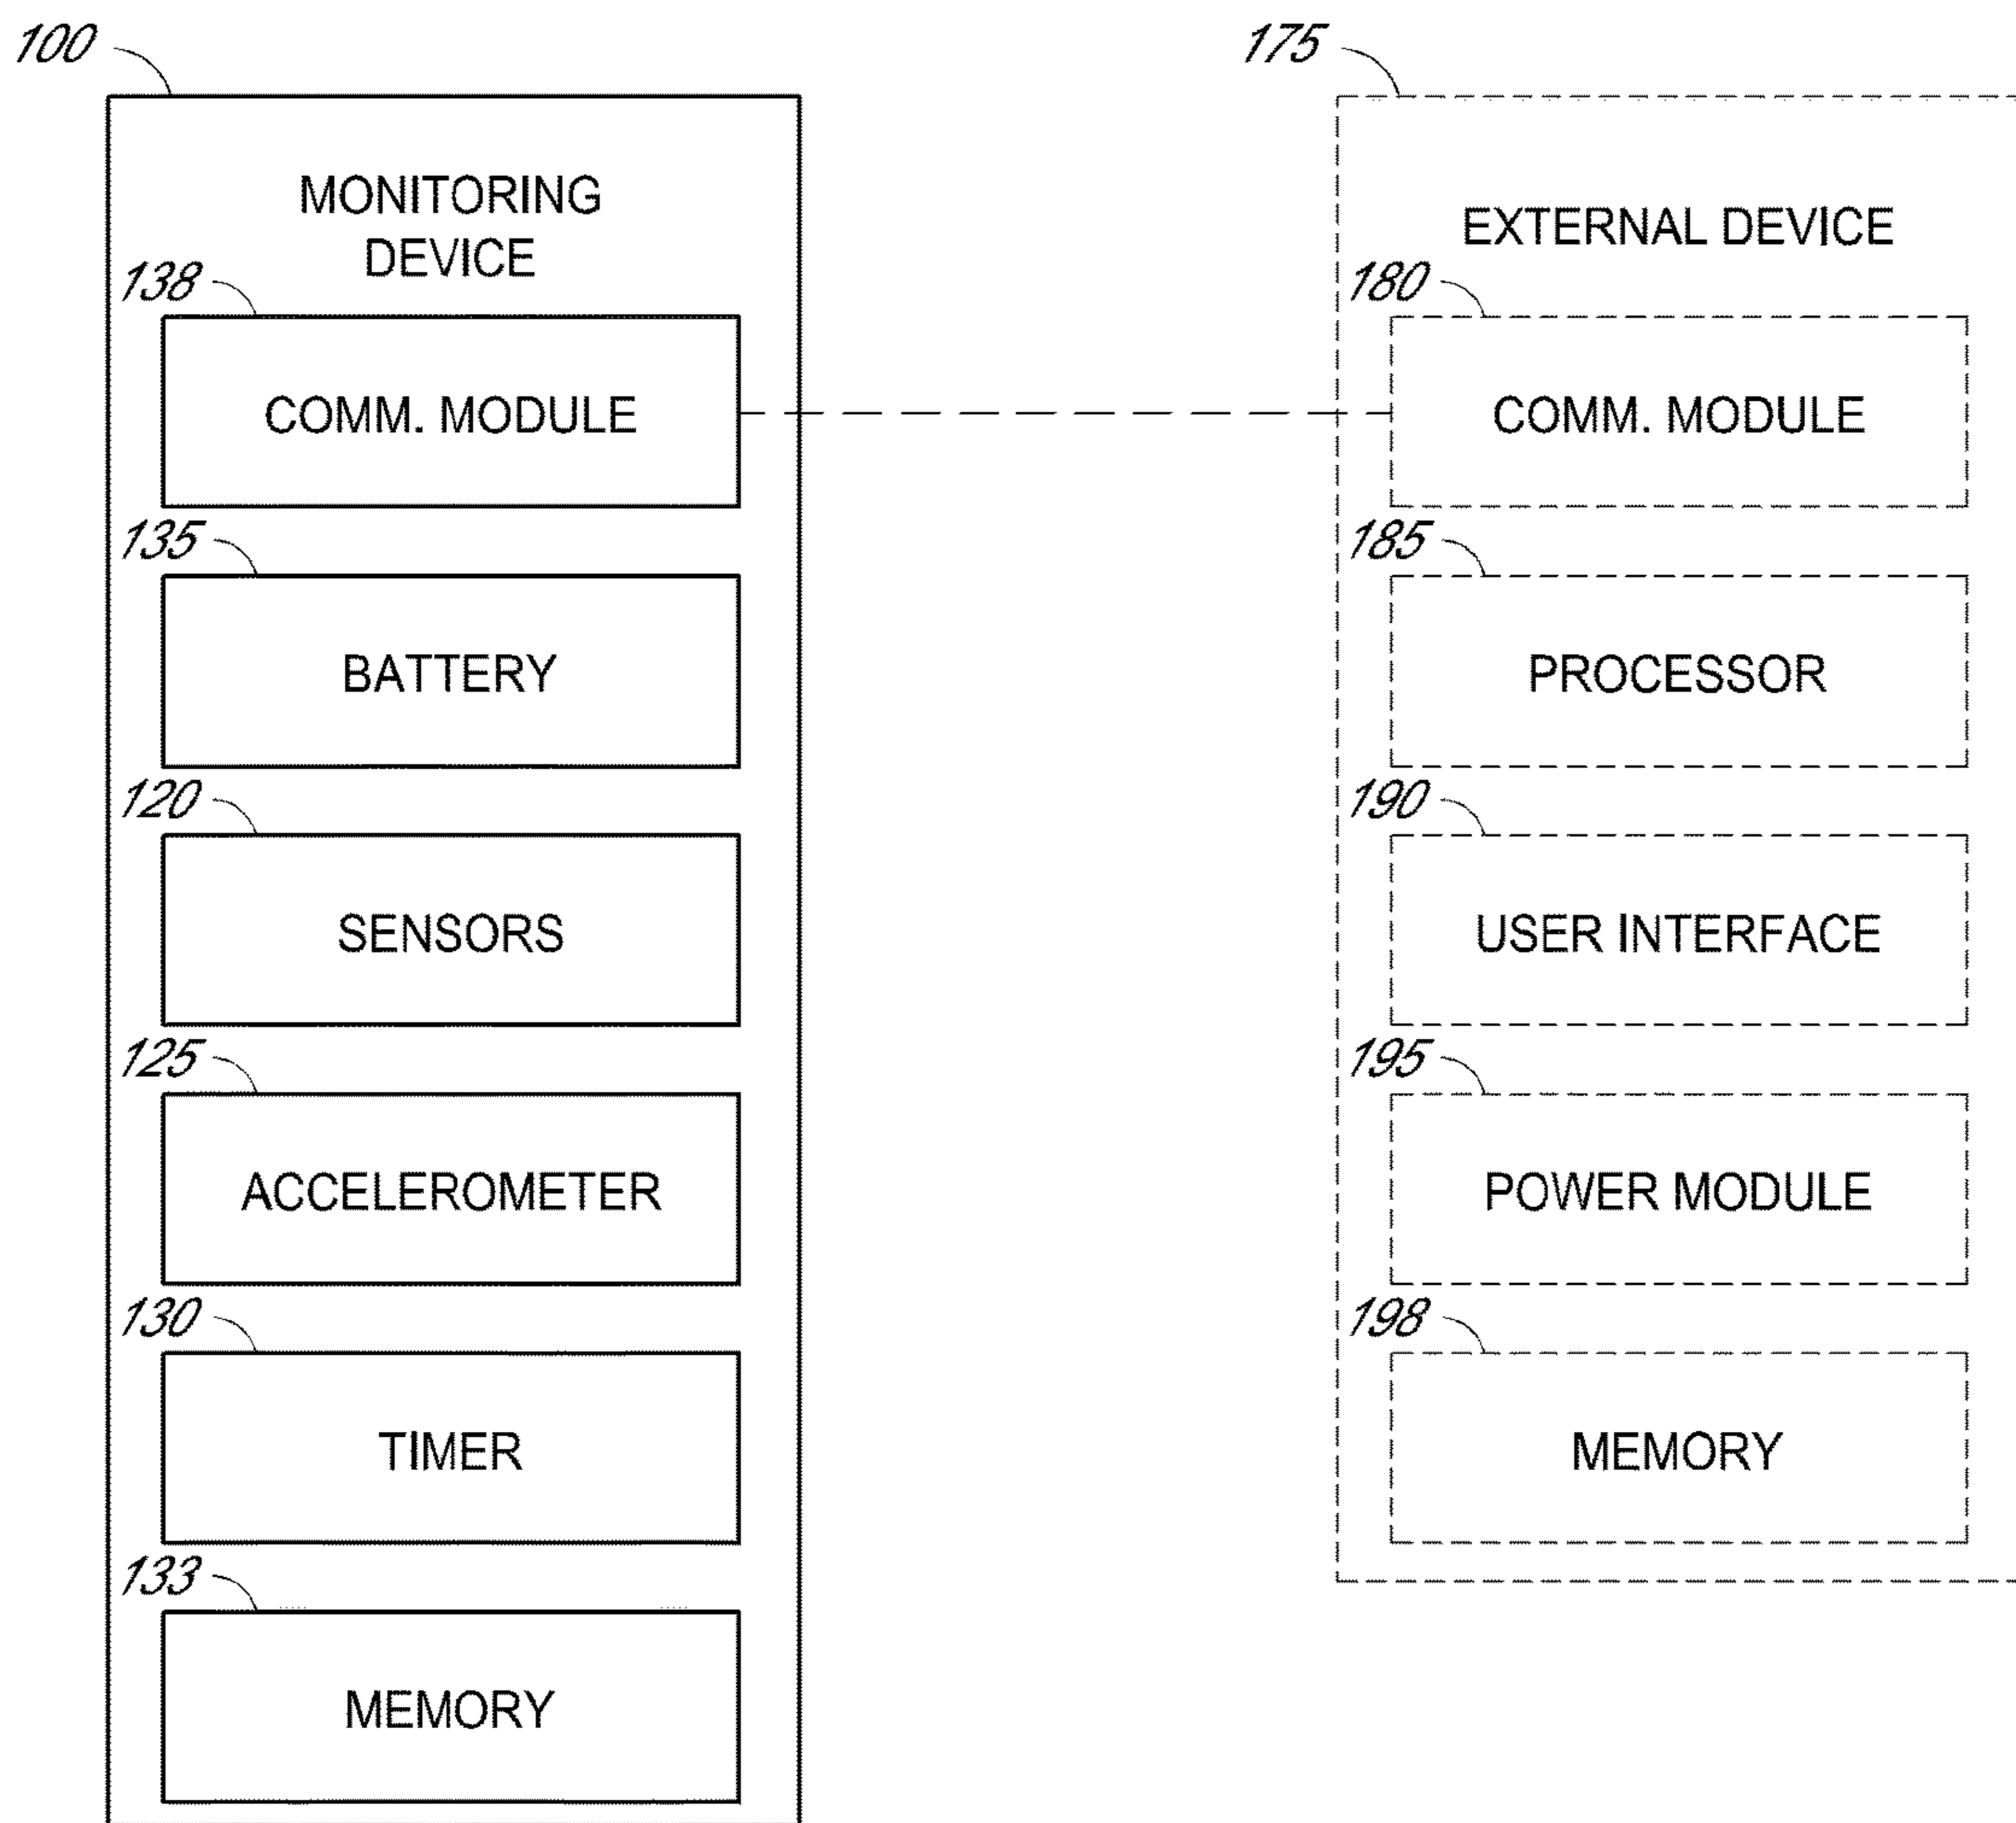 100
MONITORING
DEVICE
138
COMM. MODULE
135
BATTERY
120
SENSORS
125
ACCELEROMETER
130
TIMER
133
MEMORY
175
EXTERNAL DEVICE
180
COMM. MODULE
185
PROCESSOR
190
USER INTERFACE
195
POWER MODULE
198
MEMORY